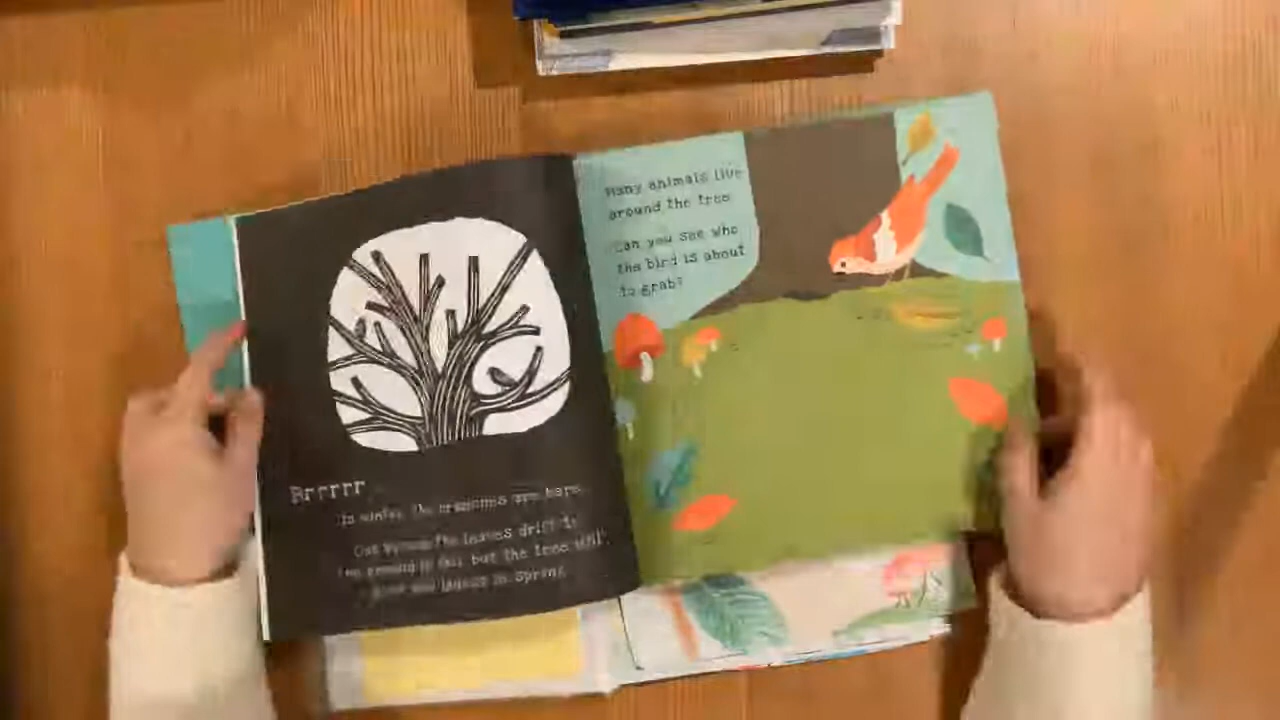 Brrrrr
In winter the branches are bare.
the leaves drift to
but the tree will
new leaves in Spring.
Many animals live
around the tree
Can you see who
the bird is about
to grab?